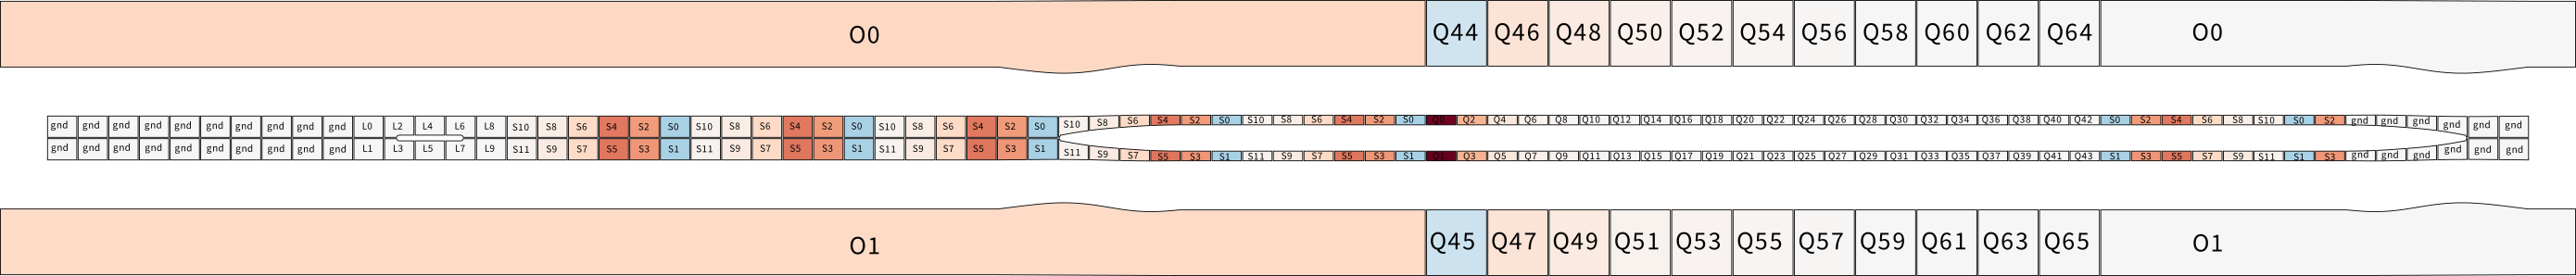 O0 Q44 Q46 Q48 Q50 Q52 Q54 Q56 Q58 Q60 Q62 Q64 O0
gnd gnd gnd gnd gnd gnd gnd gnd gnd gnd L0 L2 L4 L6 L8 S10 S8 S6 S4 S2 S0 S10 S8 S6 S4 S2 S0 S10 S8 S6 S4 S2 S0 S10 S8 S6 S4 S2 S0 S10 S8 S6 S4 S2 S0 Q0 Q2 Q4 Q6 Q8 Q10 Q12 Q14 Q16 Q18 Q20 Q22 Q24 Q26 Q28 Q30 Q32 Q34 Q36 Q38 Q40 Q42 S0 S2 S4 S6 S8 S10 S0 S2 gnd gnd gnd gnd gnd gnd
gnd gnd gnd gnd gnd gnd gnd gnd gnd gnd L1 L3 L5 L7 L9 S11 S9 S7 S5 S3 S1 S11 S9 S7 S5 S3 S1 S11 S9 S7 S5 S3 S1 S11 S9 S7 S5 S3 S1 S11 S9 S7 S5 S3 S1 Q1 Q3 Q5 Q7 Q9 Q11 Q13 Q15 Q17 Q19 Q21 Q23 Q25 Q27 Q29 Q31 Q33 Q35 Q37 Q39 Q41 Q43 S1 S3 S5 S7 S9 S11 S1 S3 gnd gnd gnd gnd gnd gnd
O1 Q45 Q47 Q49 Q51 Q53 Q55 Q57 Q59 Q61 Q63 Q65 O1